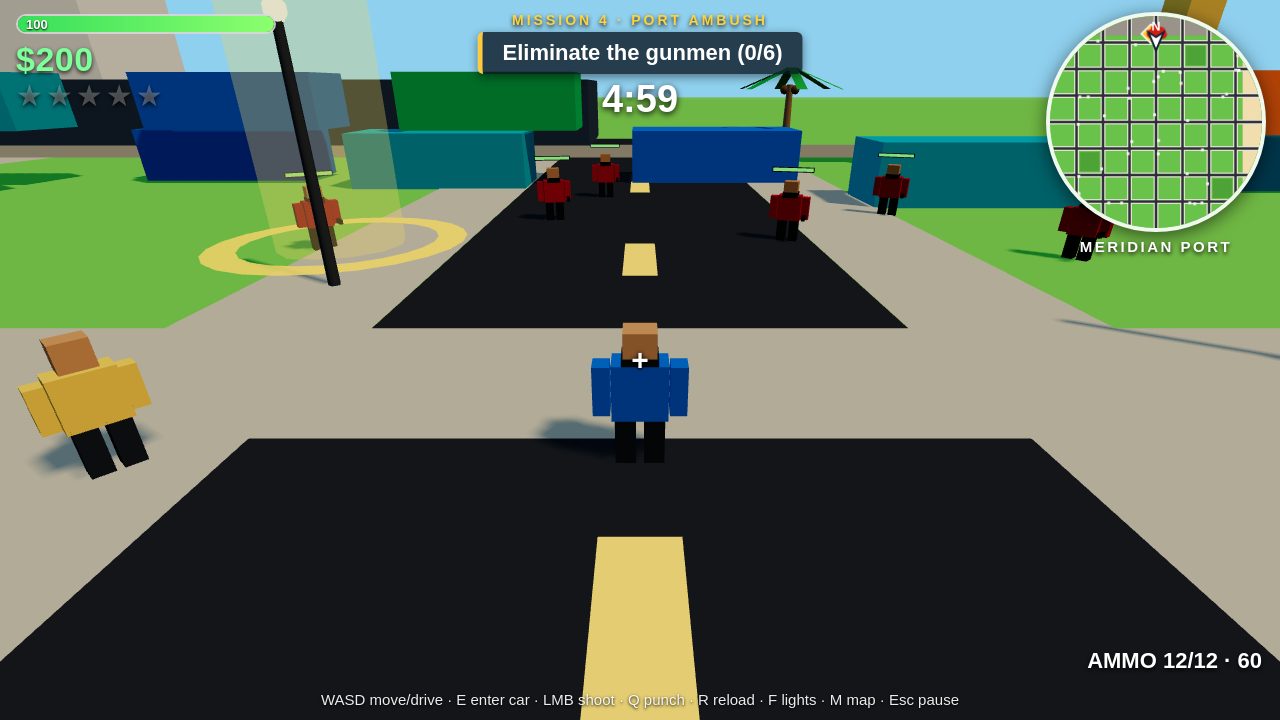 100
$200
★★★★★
MISSION 4 · PORT AMBUSH
Eliminate the gunmen (0/6)
4:59
N
MERIDIAN PORT
AMMO 12/12 · 60
WASD move/drive · E enter car · LMB shoot · Q punch · R reload · F lights · M map · Esc pause